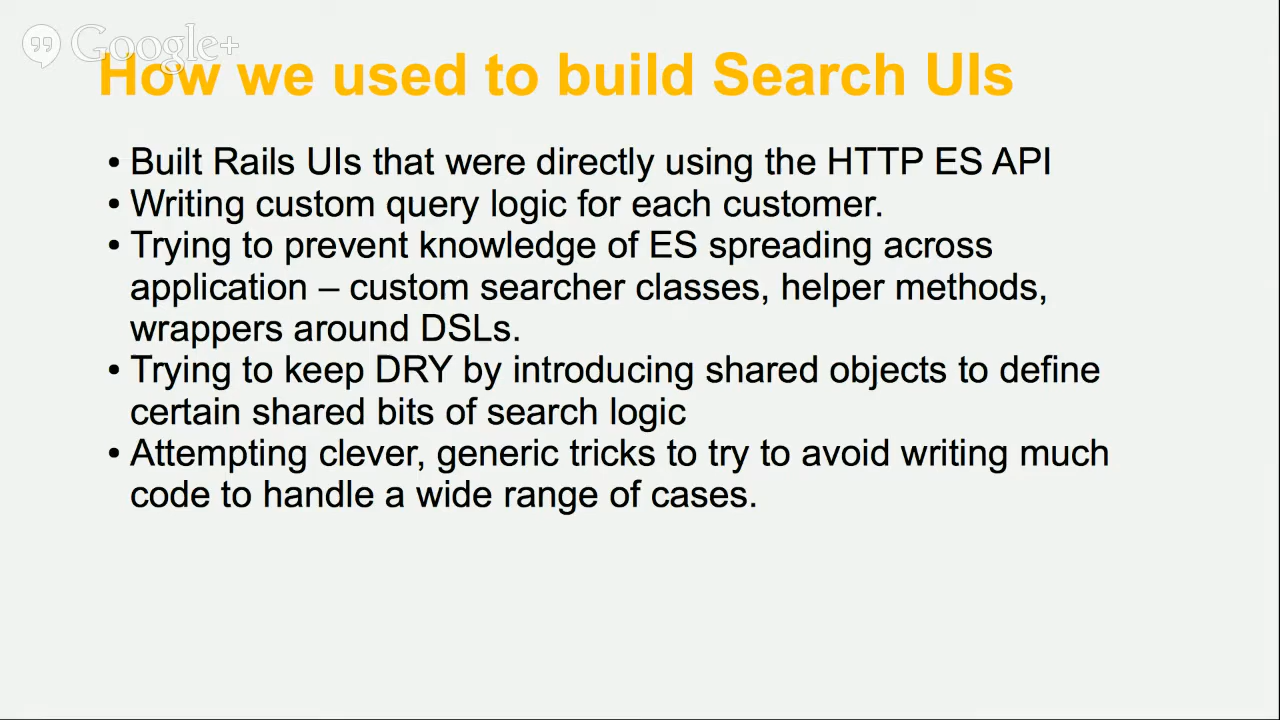 Google+
How we used to build Search UIs
• Built Rails UIs that were directly using the HTTP ES API
• Writing custom query logic for each customer.
• Trying to prevent knowledge of ES spreading across
application – custom searcher classes, helper methods,
wrappers around DSLs.
• Trying to keep DRY by introducing shared objects to define
certain shared bits of search logic
• Attempting clever, generic tricks to try to avoid writing much
code to handle a wide range of cases.